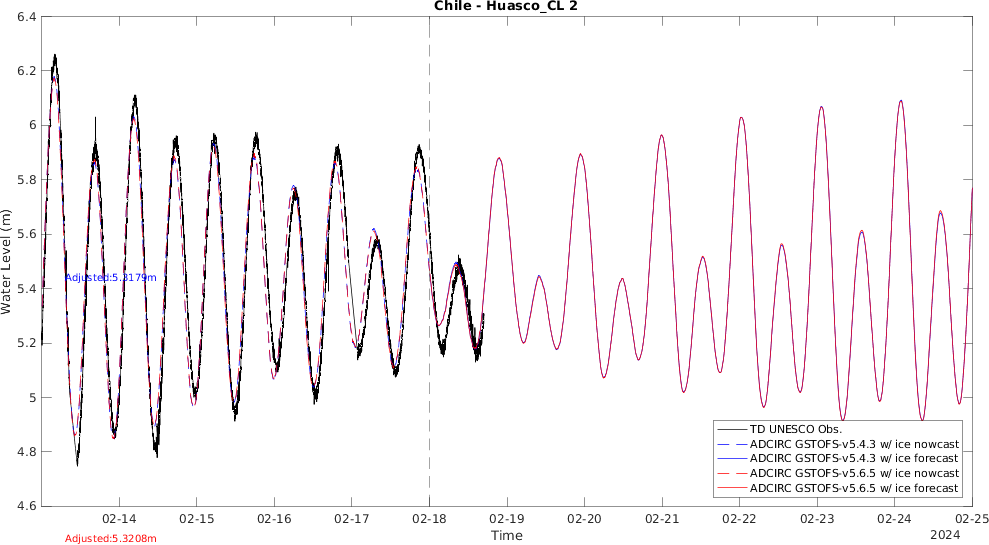 Chile - Huasco_CL 2
6.4
6.2
6
5.8
5.6
5.4
5.2
5
4.8
4.6
Water Level (m)
Adjusted:5.3179m
TD UNESCO Obs.
ADCIRC GSTOFS-v5.4.3 w/ ice nowcast
ADCIRC GSTOFS-v5.4.3 w/ ice forecast
ADCIRC GSTOFS-v5.6.5 w/ ice nowcast
ADCIRC GSTOFS-v5.6.5 w/ ice forecast
02-14 02-15 02-16 02-17 02-18 02-19 02-20 02-21 02-22 02-23 02-24 02-25
Time
2024
Adjusted:5.3208m